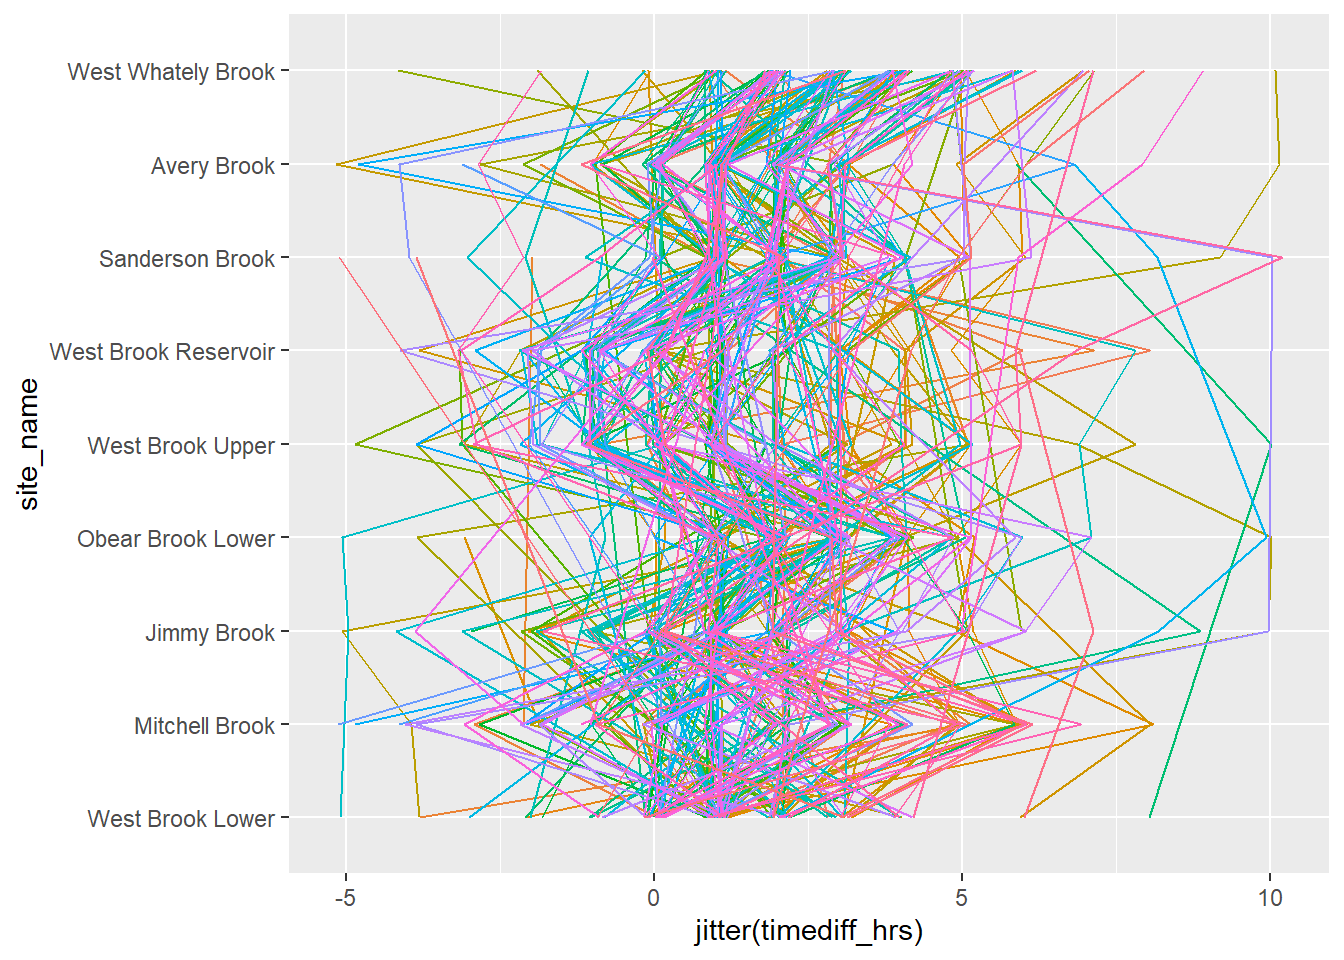 West Whately Brook
Avery Brook
Sanderson Brook
West Brook Reservoir
West Brook Upper
Obear Brook Lower
Jimmy Brook
Mitchell Brook
West Brook Lower
site_name
-5
0
5
10
jitter(timediff_hrs)